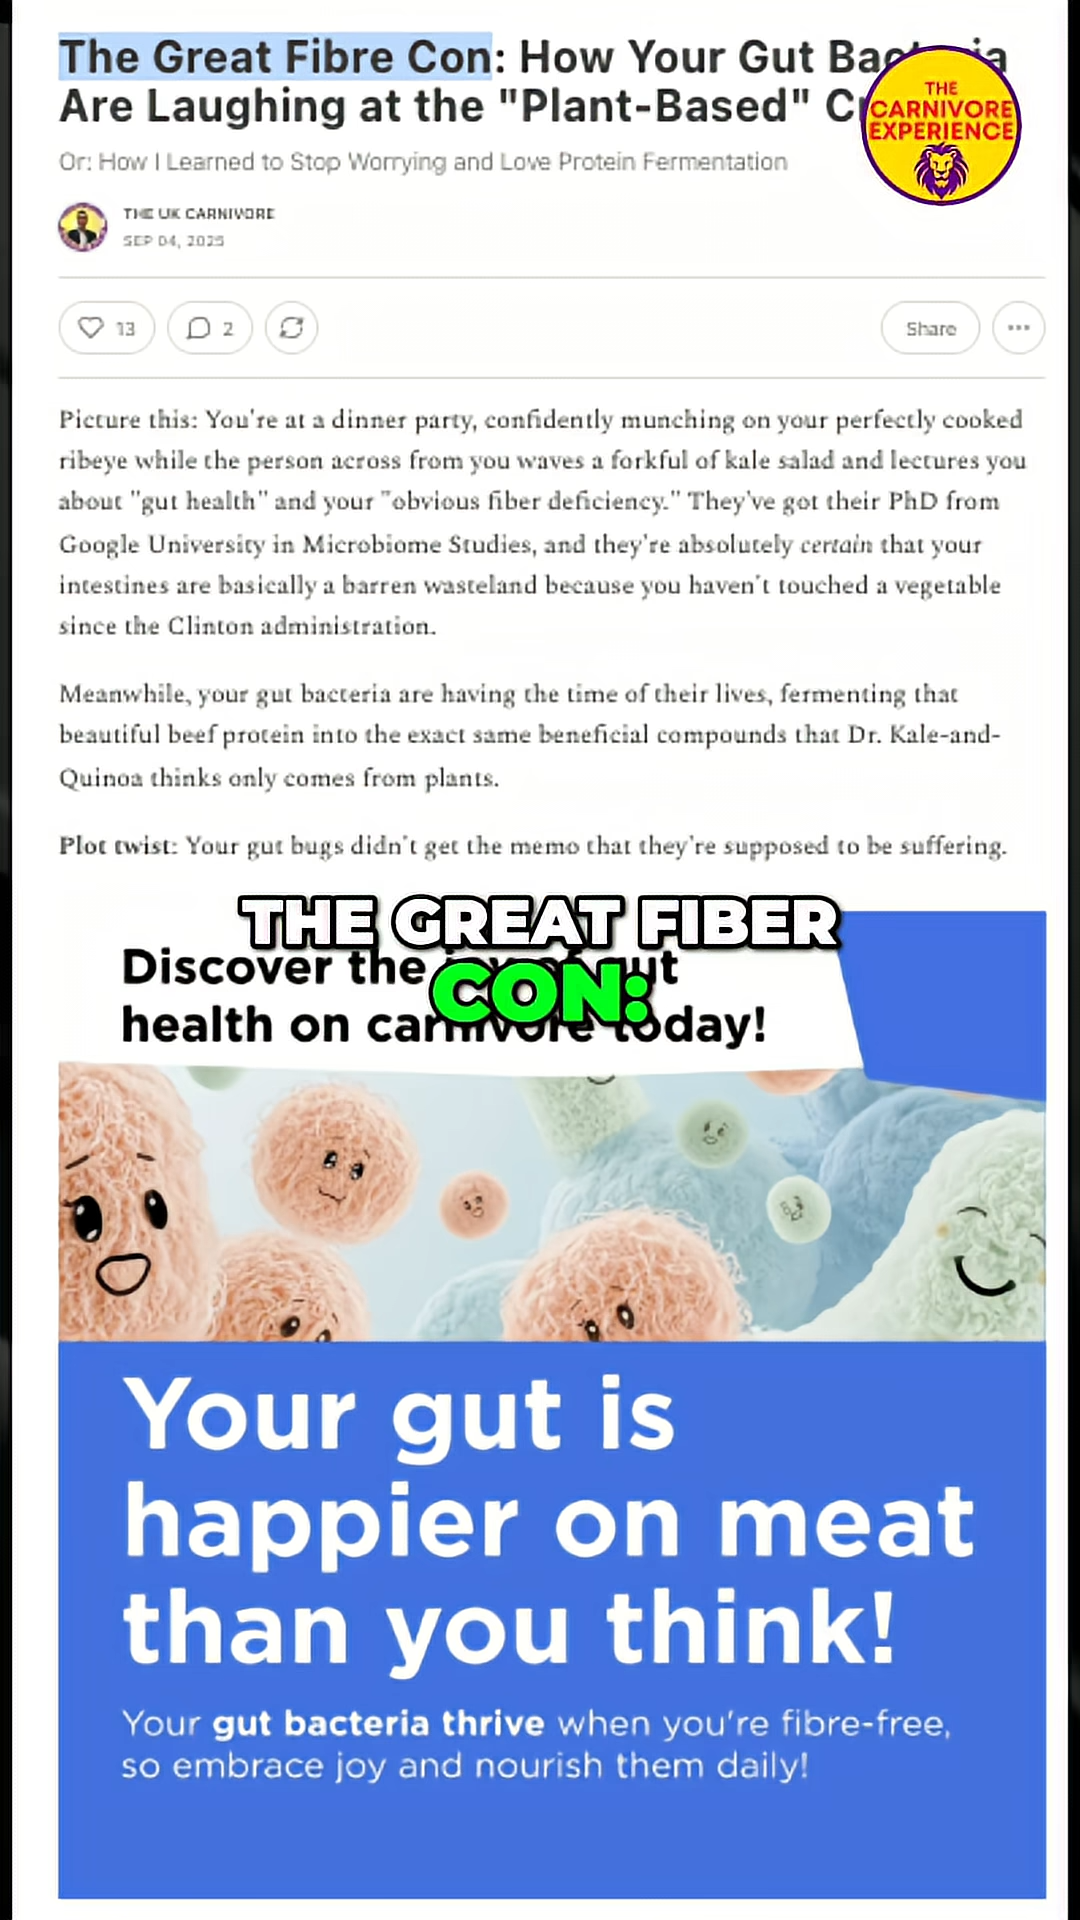 The Great Fibre Con: How Your Gut
Are Laughing at the "Plant-Based"
THE
CARNIVORE
EXPERIENCE
Or: How I Learned to Stop Worrying and Love Protein Fermentation
THE UK CARNIVORE
SEP 04, 2025
13
2
Share
Picture this: You're at a dinner party, confidently munching on your perfectly cooked
ribeye while the person across from you waves a forkful of kale salad and lectures you
about "gut health" and your "obvious fiber deficiency." They've got their PhD from
Google University in Microbiome Studies, and they're absolutely certain that your
intestines are basically a barren wasteland because you haven't touched a vegetable
since the Clinton administration.
Meanwhile, your gut bacteria are having the time of their lives, fermenting that
beautiful beef protein into the exact same beneficial compounds that Dr. Kale-and-
Quinoa thinks only comes from plants.
Plot twist: Your gut bugs didn't get the memo that they're supposed to be suffering.
THE GREAT FIBER
CON:
Discover the gut
health on carnivore today!
Your gut is
happier on meat
than you think!
Your gut bacteria thrive when you're fibre-free,
so embrace joy and nourish them daily!